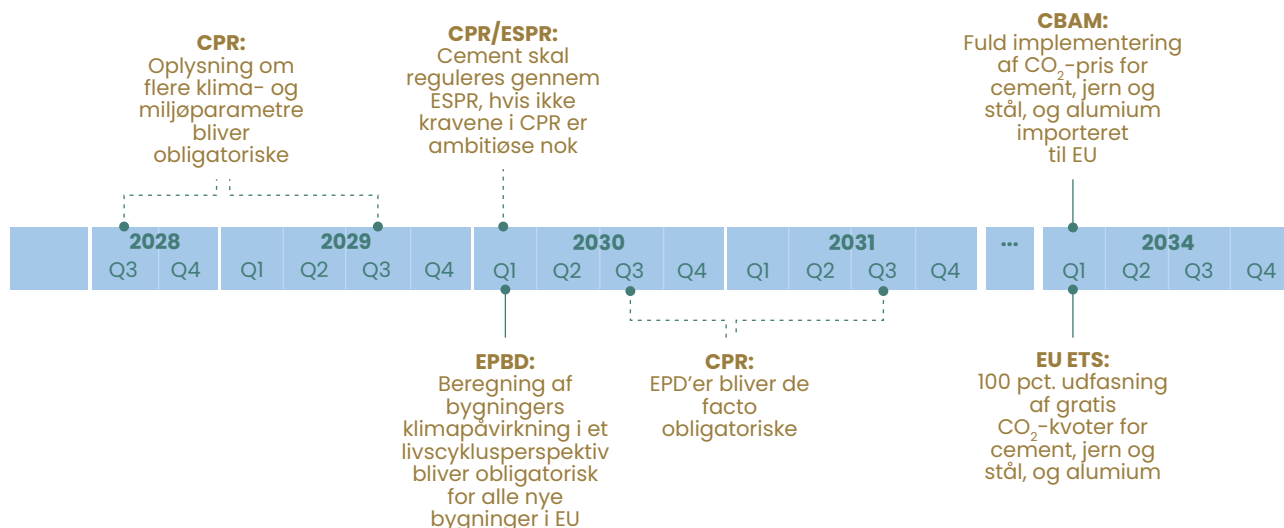 CPR:
Oplysning om
flere klima- og
miljøparametre
bliver
obligatoriske
CPR/ESPR:
Cement skal
reguleres gennem
ESPR, hvis ikke
kravene i CPR er
ambitiøse nok
CBAM:
Fuld implementering
af CO₂-pris for
cement, jern og
stål, og alumium
importeret
til EU
2028
2029
2030
2031
...
2034
Q3 Q4 Q1 Q2 Q3 Q4 Q1 Q2 Q3 Q4 Q1 Q2 Q3 Q4 Q1 Q2 Q3 Q4
EPBD:
Beregning af
bygningers
klimapåvirkning i et
livscyklusperspektiv
bliver obligatorisk
for alle nye
bygninger i EU
CPR:
EPD’er bliver de
facto
obligatoriske
EU ETS:
100 pct. udfasning
af gratis
CO₂-kvoter for
cement, jern og
stål, og alumium